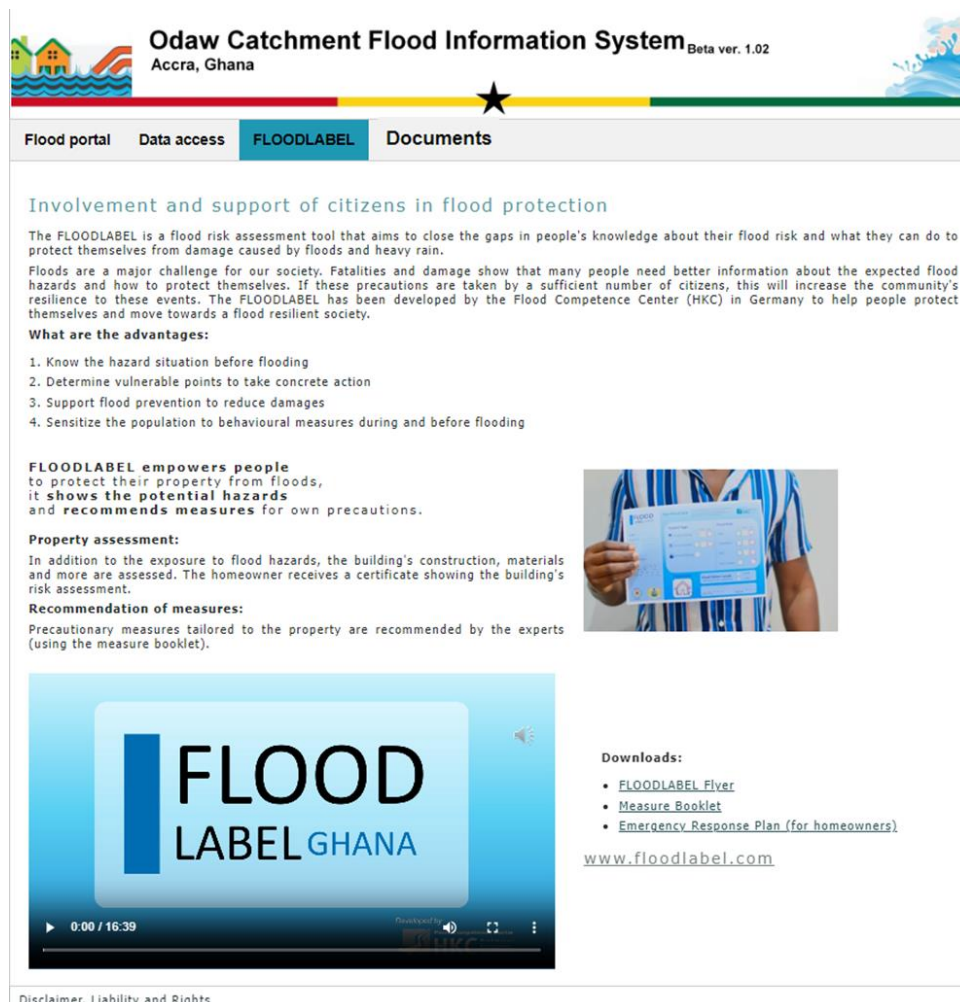 Odaw Catchment Flood Information System Beta ver. 1.02
Accra, Ghana
Flood portal Data access FLOODLABEL Documents
Involvement and support of citizens in flood protection
The FLOODLABEL is a flood risk assessment tool that aims to close the gaps in people's knowledge about their flood risk and what they can do to
protect themselves from damage caused by floods and heavy rain.
Floods are a major challenge for our society. Fatalities and damage show that many people need better information about the expected flood
hazards and how to protect themselves. If these precautions are taken by a sufficient number of citizens, this will increase the community's
resilience to these events. The FLOODLABEL has been developed by the Flood Competence Center (HKC) in Germany to help people protect
themselves and move towards a flood resilient society.
What are the advantages:
1. Know the hazard situation before flooding
2. Determine vulnerable points to take concrete action
3. Support flood prevention to reduce damages
4. Sensitize the population to behavioural measures during and before flooding
FLOODLABEL empowers people
to protect their property from floods,
it shows the potential hazards
and recommends measures for own precautions.
Property assessment:
In addition to the exposure to flood hazards, the building's construction, materials
and more are assessed. The homeowner receives a certificate showing the building's
risk assessment.
Recommendation of measures:
Precautionary measures tailored to the property are recommended by the experts
(using the measure booklet).
FLOOD
FLOOD
LABEL GHANA
Developed by
HKC
0:00 / 16:39
Downloads:
FLOODLABEL Flyer
Measure Booklet
Emergency Response Plan (for homeowners)
www.floodlabel.com
Disclaimer, Liability and Rights